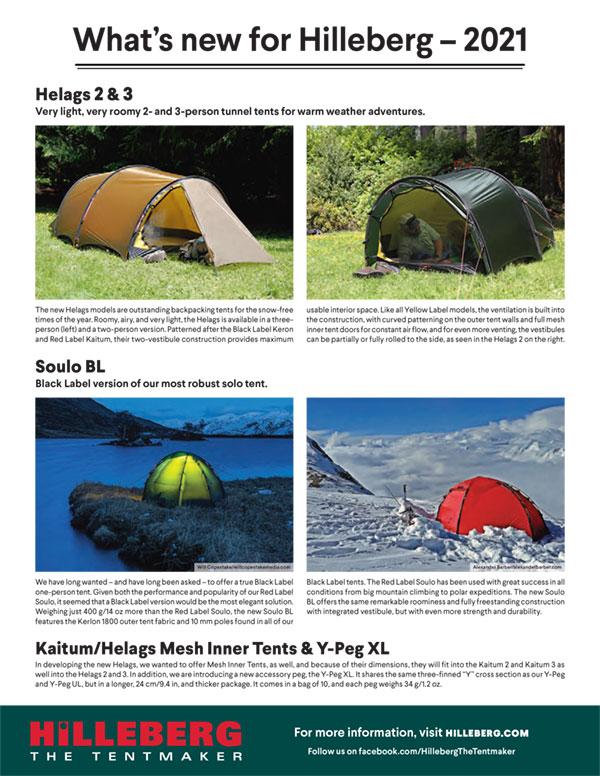 What's new for Hilleberg – 2021
Helags 2 & 3
Very light, very roomy 2- and 3-person tunnel tents for warm weather adventures.
The new Helags models are outstanding backpacking tents for the snow-free
times of the year. Roomy, airy, and very light, the Helags is available in a three-
person (left) and a two-person version. Patterned after the Black Label Keron
and Red Label Kaitum, their two-vestibule construction provides maximum
usable interior space. Like all Yellow Label models, the ventilation is built into
the construction, with curved patterning on the outer tent walls and full mesh
inner tent doors for constant air flow, and for even more venting, the vestibules
can be partially or fully rolled to the side, as seen in the Helags 2 on the right.
Soulo BL
Black Label version of our most robust solo tent.
Will Copestake/willcopestakemedia.com
Alexandre Barber/alexandrebarber.com
We have long wanted – and have long been asked – to offer a true Black Label
one-person tent. Given both the performance and popularity of our Red Label
Soulo, it seemed that a Black Label version would be the most elegant solution.
Weighing just 400 g/14 oz more than the Red Label Soulo, the new Soulo BL
features the Kerlon 1800 outer tent fabric and 10 mm poles found in all of our
Black Label tents. The Red Label Soulo has been used with great success in all
conditions from big mountain climbing to polar expeditions. The new Soulo
BL offers the same remarkable roominess and fully freestanding construction
with integrated vestibule, but with even more strength and durability.
Kaitum/Helags Mesh Inner Tents & Y-Peg XL
In developing the new Helags, we wanted to offer Mesh Inner Tents, as well, and because of their dimensions, they will fit into the Kaitum 2 and Kaitum 3 as
well into the Helags 2 and 3. In addition, we are introducing a new accessory peg, the Y-Peg XL. It shares the same three-finned "Y" cross section as our Y-Peg
and Y-Peg UL, but in a longer, 24 cm/9.4 in, and thicker package. It comes in a bag of 10, and each peg weighs 34 g/1.2 oz.
HILLEBERG
THE TENTMAKER
For more information, visit HILLEBERG.COM
Follow us on facebook.com/HillebergTheTentmaker